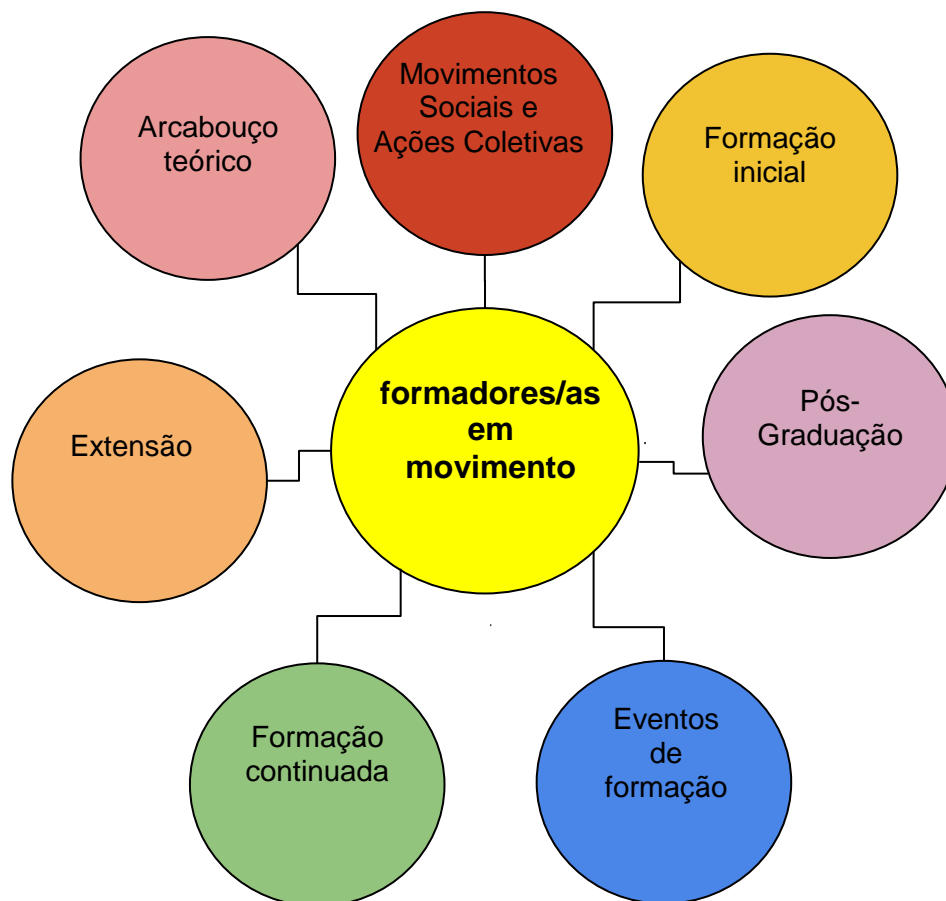 Movimentos
Sociais e
Ações Coletivas
Arcabouço
teórico
Formação
inicial
formadores/as
em
movimento
Pós-
Graduação
Extensão
Formação
continuada
Eventos
de
formação